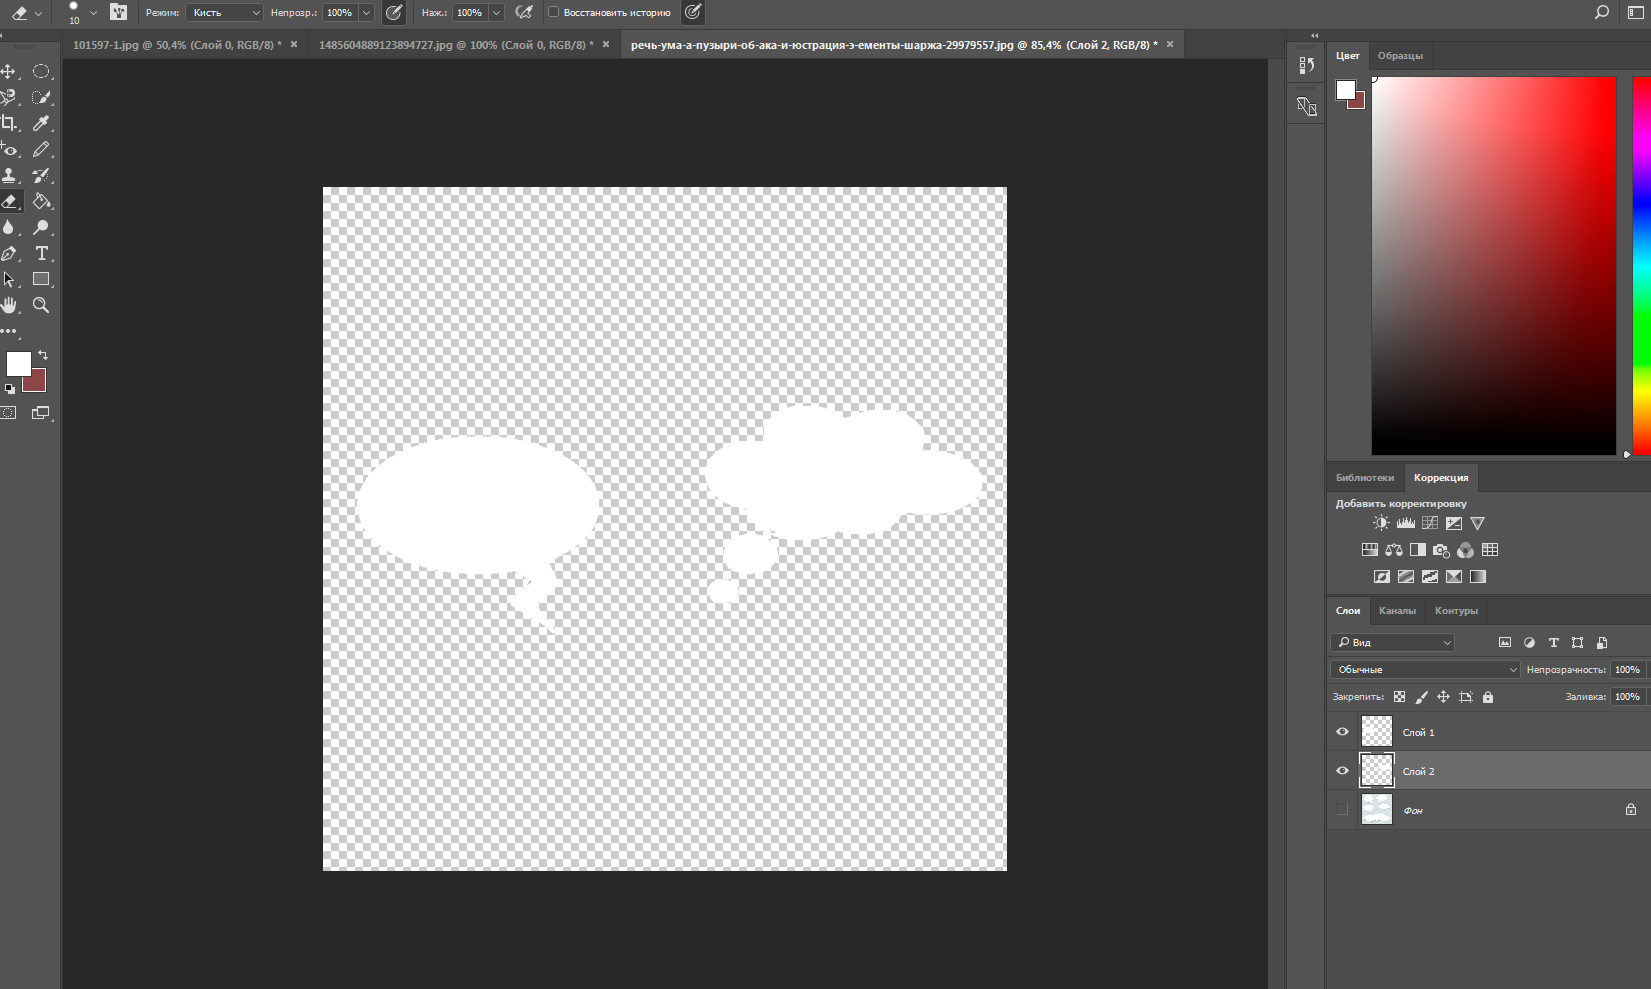 10
Режим: Кисть Непрозр.: 100% Наж.: 100% Восстановить историю
101597-1.jpg @ 50,4% (Слой 0, RGB/8) *
1485604889123894727.jpg @ 100% (Слой 0, RGB/8) *
речь-ума-а-пузыри-об-ака-и-юстрация-э-ементы-шаржа-29979557.jpg @ 85,4% (Слой 2, RGB/8) *
Цвет Образцы
Библиотеки Коррекция
Добавить корректировку
Слои Каналы Контуры
Вид
Обычные Непрозрачность: 100%
Закрепить: Заливка: 100%
Слой 1
Слой 2
Фон